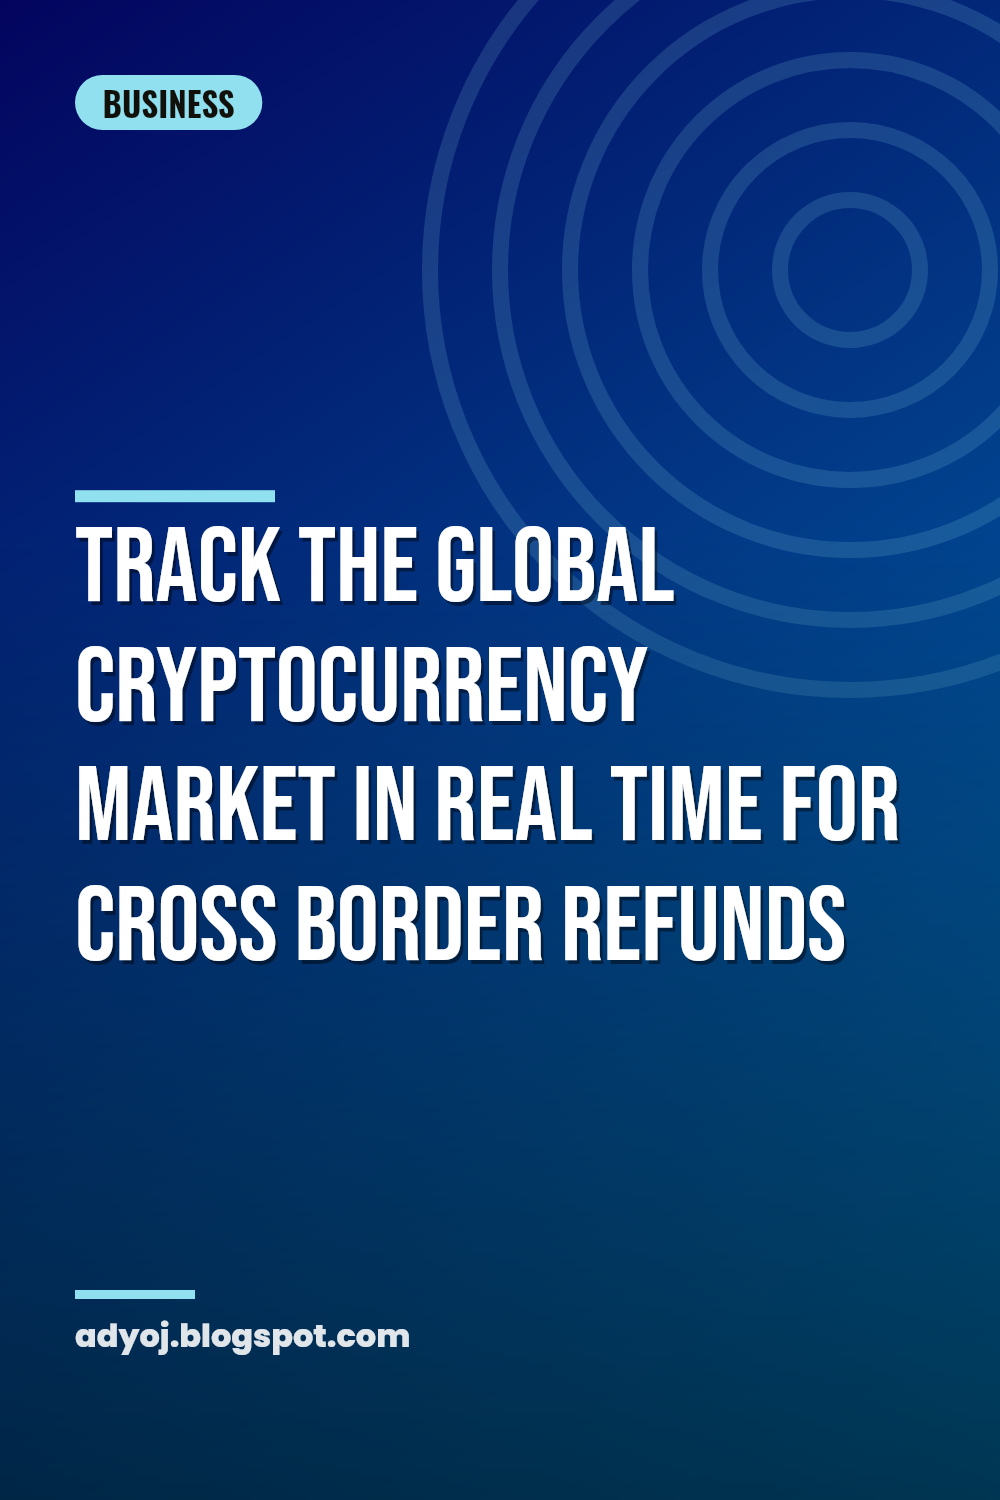 BUSINESS
TRACK THE GLOBAL
CRYPTOCURRENCY
MARKET IN REAL TIME FOR
CROSS BORDER REFUNDS
adyoj.blogspot.com